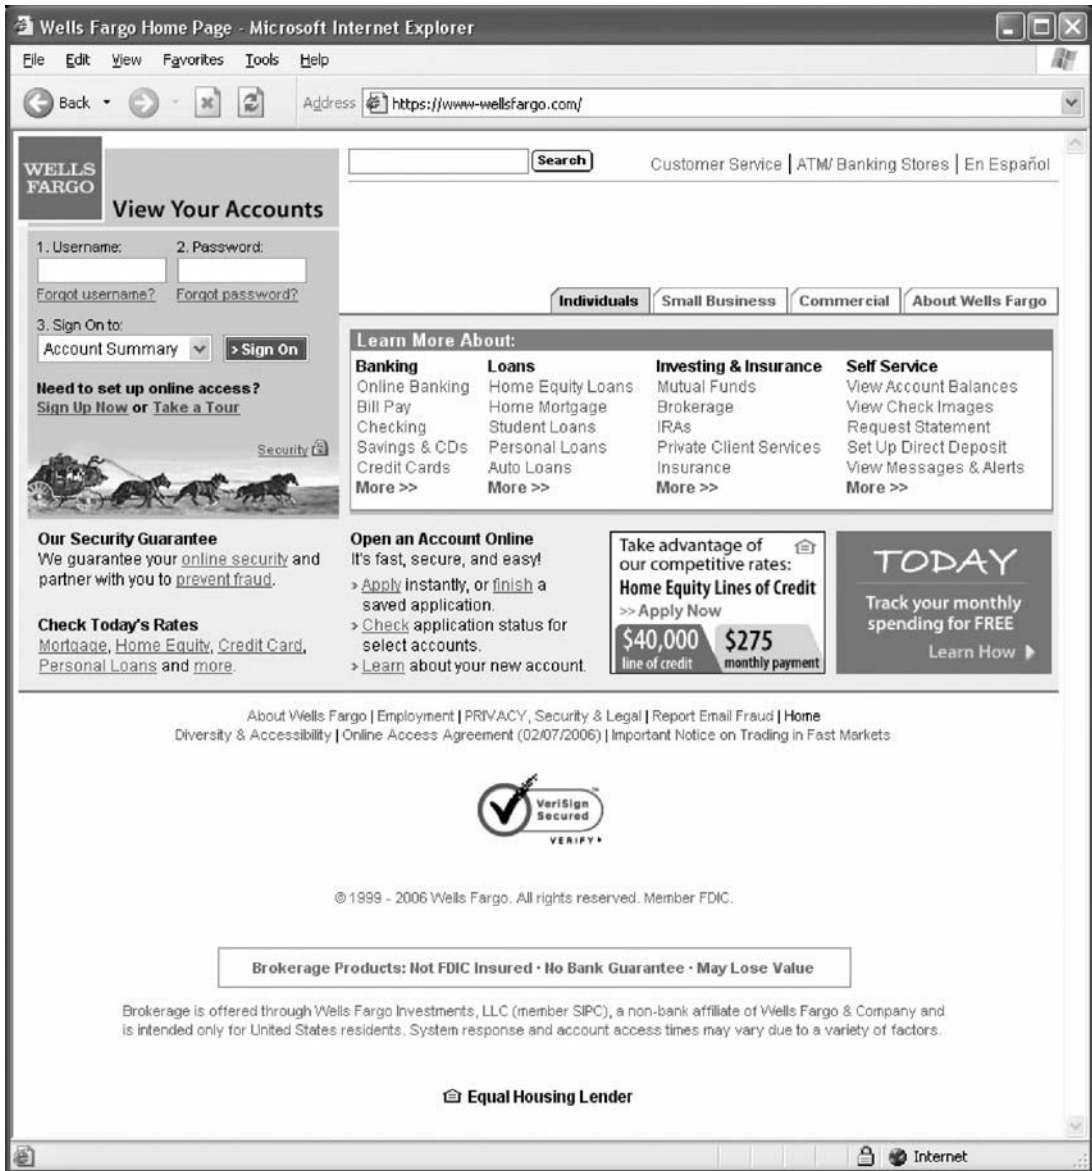 Wells Fargo Home Page - Microsoft Internet Explorer
File Edit View Favorites Tools Help
Back Address https://www-wellsfargo.com/
WELLS
FARGO
View Your Accounts
Search
Customer Service | ATM/ Banking Stores | En Español
1. Username: 2. Password:
Forgot username? Forgot password?
3. Sign On to:
Account Summary > Sign On
Need to set up online access?
Sign Up Now or Take a Tour
Security
Individuals Small Business Commercial About Wells Fargo
Learn More About:
Banking
Online Banking
Bill Pay
Checking
Savings & CDs
Credit Cards
More >>
Loans
Home Equity Loans
Home Mortgage
Student Loans
Personal Loans
Auto Loans
More >>
Investing & Insurance
Mutual Funds
Brokerage
IRAs
Private Client Services
Insurance
More >>
Self Service
View Account Balances
View Check Images
Request Statement
Set Up Direct Deposit
View Messages & Alerts
More >>
Our Security Guarantee
We guarantee your online security and
partner with you to prevent fraud.
Check Today's Rates
Mortgage, Home Equity, Credit Card,
Personal Loans and more.
Open an Account Online
It's fast, secure, and easy!
> Apply instantly, or finish a
saved application.
> Check application status for
select accounts.
> Learn about your new account.
Take advantage of
our competitive rates:
Home Equity Lines of Credit
>> Apply Now
$40,000 $275
line of credit monthly payment
TODAY
Track your monthly
spending for FREE
Learn How
About Wells Fargo | Employment | PRIVACY, Security & Legal | Report Email Fraud | Home
Diversity & Accessibility | Online Access Agreement (02/07/2006) | Important Notice on Trading in Fast Markets
VeriSign™
Secured
VERIFY
© 1999 - 2006 Wells Fargo. All rights reserved. Member FDIC.
Brokerage Products: Not FDIC Insured · No Bank Guarantee · May Lose Value
Brokerage is offered through Wells Fargo Investments, LLC (member SIPC), a non-bank affiliate of Wells Fargo & Company and
is intended only for United States residents. System response and account access times may vary due to a variety of factors.
Equal Housing Lender
Internet